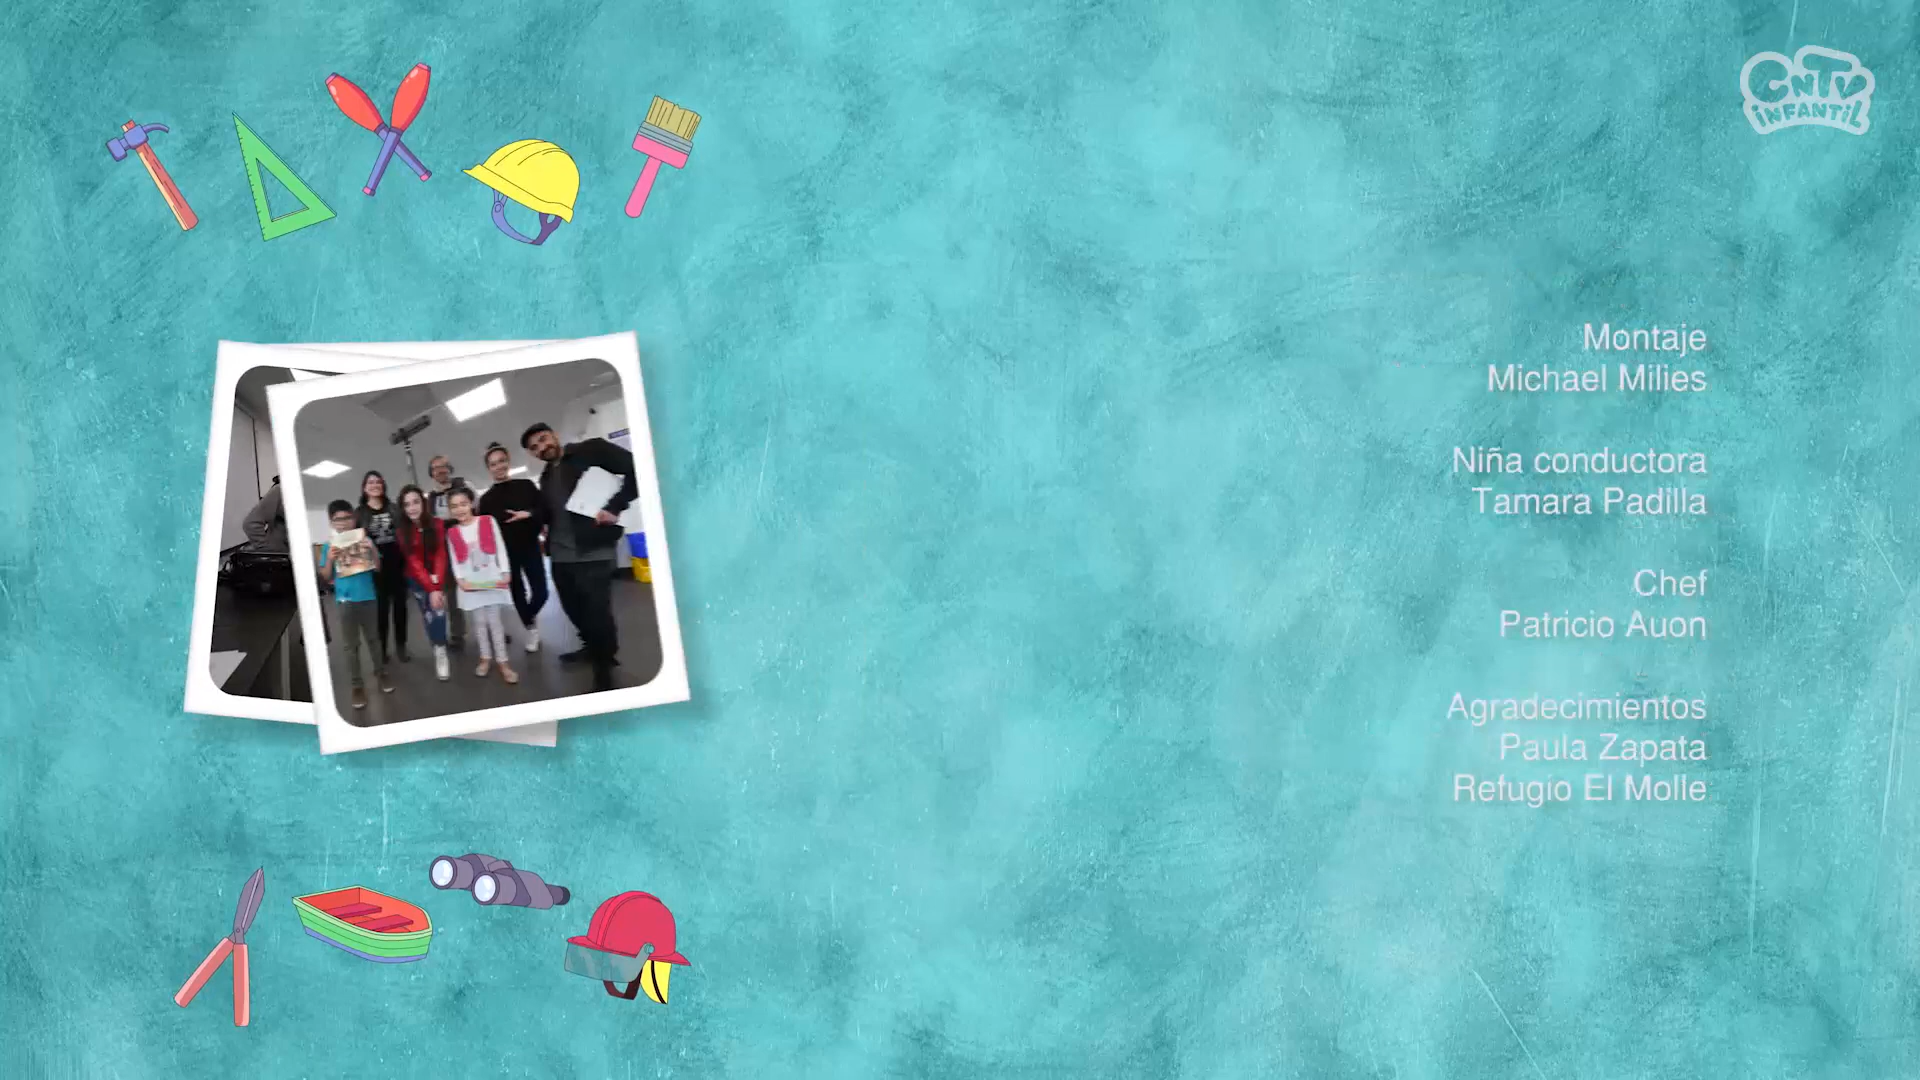 CNTV
INFANTIL
Montaje
Michael Milies
Niña conductora
Tamara Padilla
Chef
Patricio Auon
Agradecimientos
Paula Zapata
Refugio El Molle